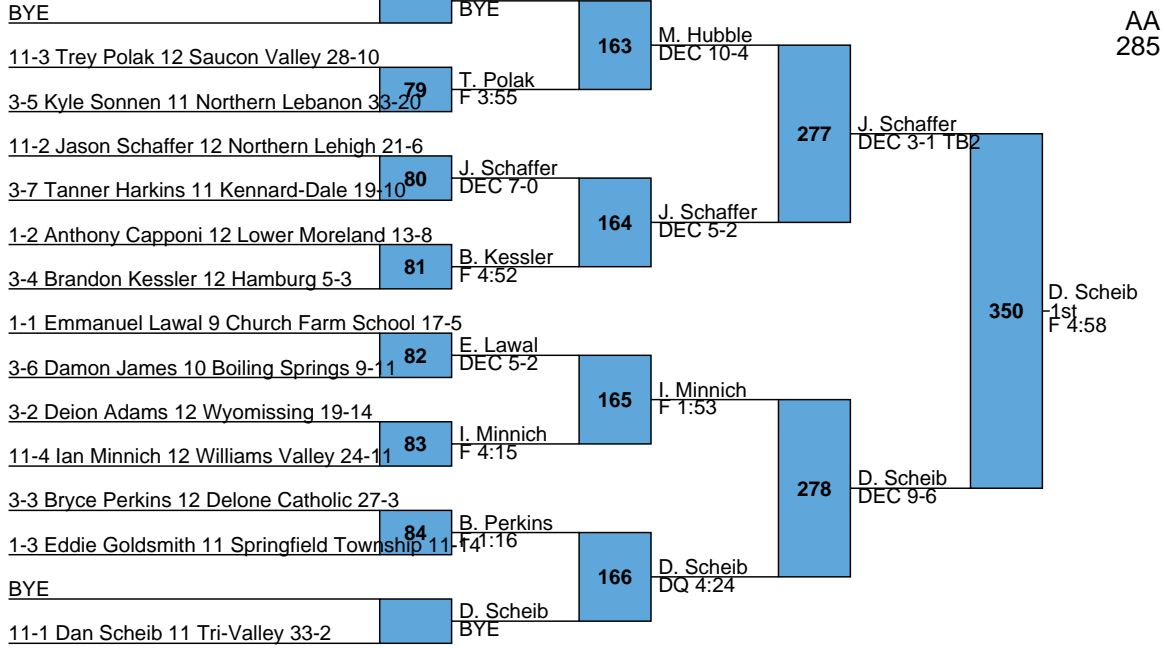 BYE
BYE
AA
285
163
M. Hubble
DEC 10-4
11-3 Trey Polak 12 Saucon Valley 28-10
79
T. Polak
F 3:55
3-5 Kyle Sonnen 11 Northern Lebanon 33-20
277
J. Schaffer
DEC 3-1 TB2
11-2 Jason Schaffer 12 Northern Lehigh 21-6
80
J. Schaffer
DEC 7-0
3-7 Tanner Harkins 11 Kennard-Dale 19-10
164
J. Schaffer
DEC 5-2
1-2 Anthony Capponi 12 Lower Moreland 13-8
81
B. Kessler
F 4:52
3-4 Brandon Kessler 12 Hamburg 5-3
350
D. Scheib
1st
F 4:58
1-1 Emmanuel Lawal 9 Church Farm School 17-5
82
E. Lawal
DEC 5-2
3-6 Damon James 10 Boiling Springs 9-11
165
I. Minnich
F 1:53
3-2 Deion Adams 12 Wyomissing 19-14
83
I. Minnich
F 4:15
11-4 Ian Minnich 12 Williams Valley 24-11
278
D. Scheib
DEC 9-6
3-3 Bryce Perkins 12 Delone Catholic 27-3
84
B. Perkins
F 1:16
1-3 Eddie Goldsmith 11 Springfield Township 11-14
166
D. Scheib
DQ 4:24
BYE
D. Scheib
BYE
11-1 Dan Scheib 11 Tri-Valley 33-2